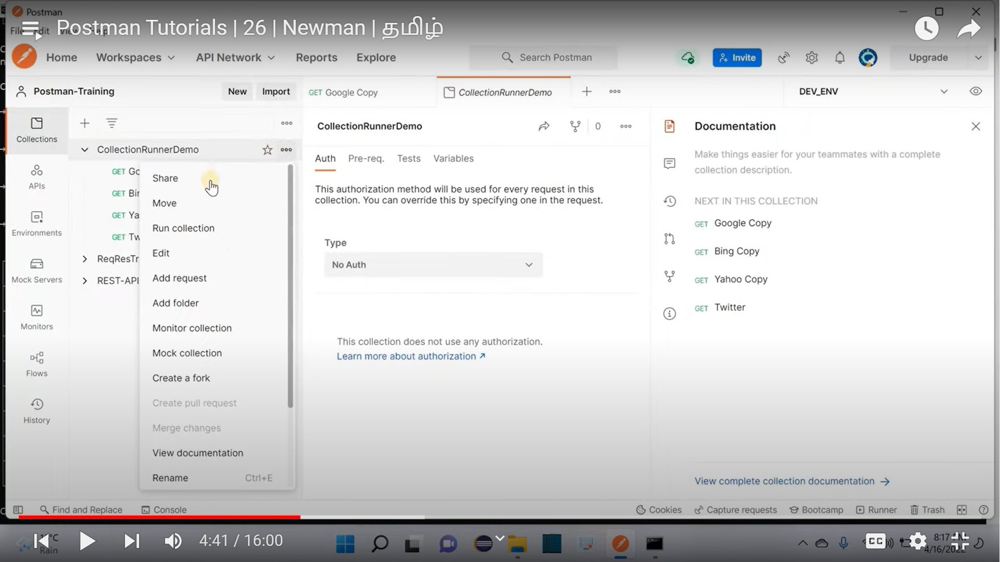 Postman
Postman Tutorials | 26 | Newman | தமிழ்
Home Workspaces API Network Reports Explore Search Postman Invite Upgrade
Postman-Training New Import GET Google Copy CollectionRunnerDemo DEV_ENV
Collections
APIs
Environments
Mock Servers
Monitors
Flows
History
CollectionRunnerDemo
GET Go
GET Bin
GET Ya
GET Tw
ReqResTr
REST-API
Share
Move
Run collection
Edit
Add request
Add folder
Monitor collection
Mock collection
Create a fork
Create pull request
Merge changes
View documentation
Rename Ctrl+E
CollectionRunnerDemo 0
Auth Pre-req. Tests Variables
This authorization method will be used for every request in this
collection. You can override this by specifying one in the request.
Type
No Auth
This collection does not use any authorization.
Learn more about authorization
Documentation
Make things easier for your teammates with a complete
collection description.
NEXT IN THIS COLLECTION
GET Google Copy
GET Bing Copy
GET Yahoo Copy
GET Twitter
View complete collection documentation →
Find and Replace Console Cookies Capture requests Bootcamp Runner Trash
4:41 / 16:00
Rain
CC
8:17 PM
4/16/2022